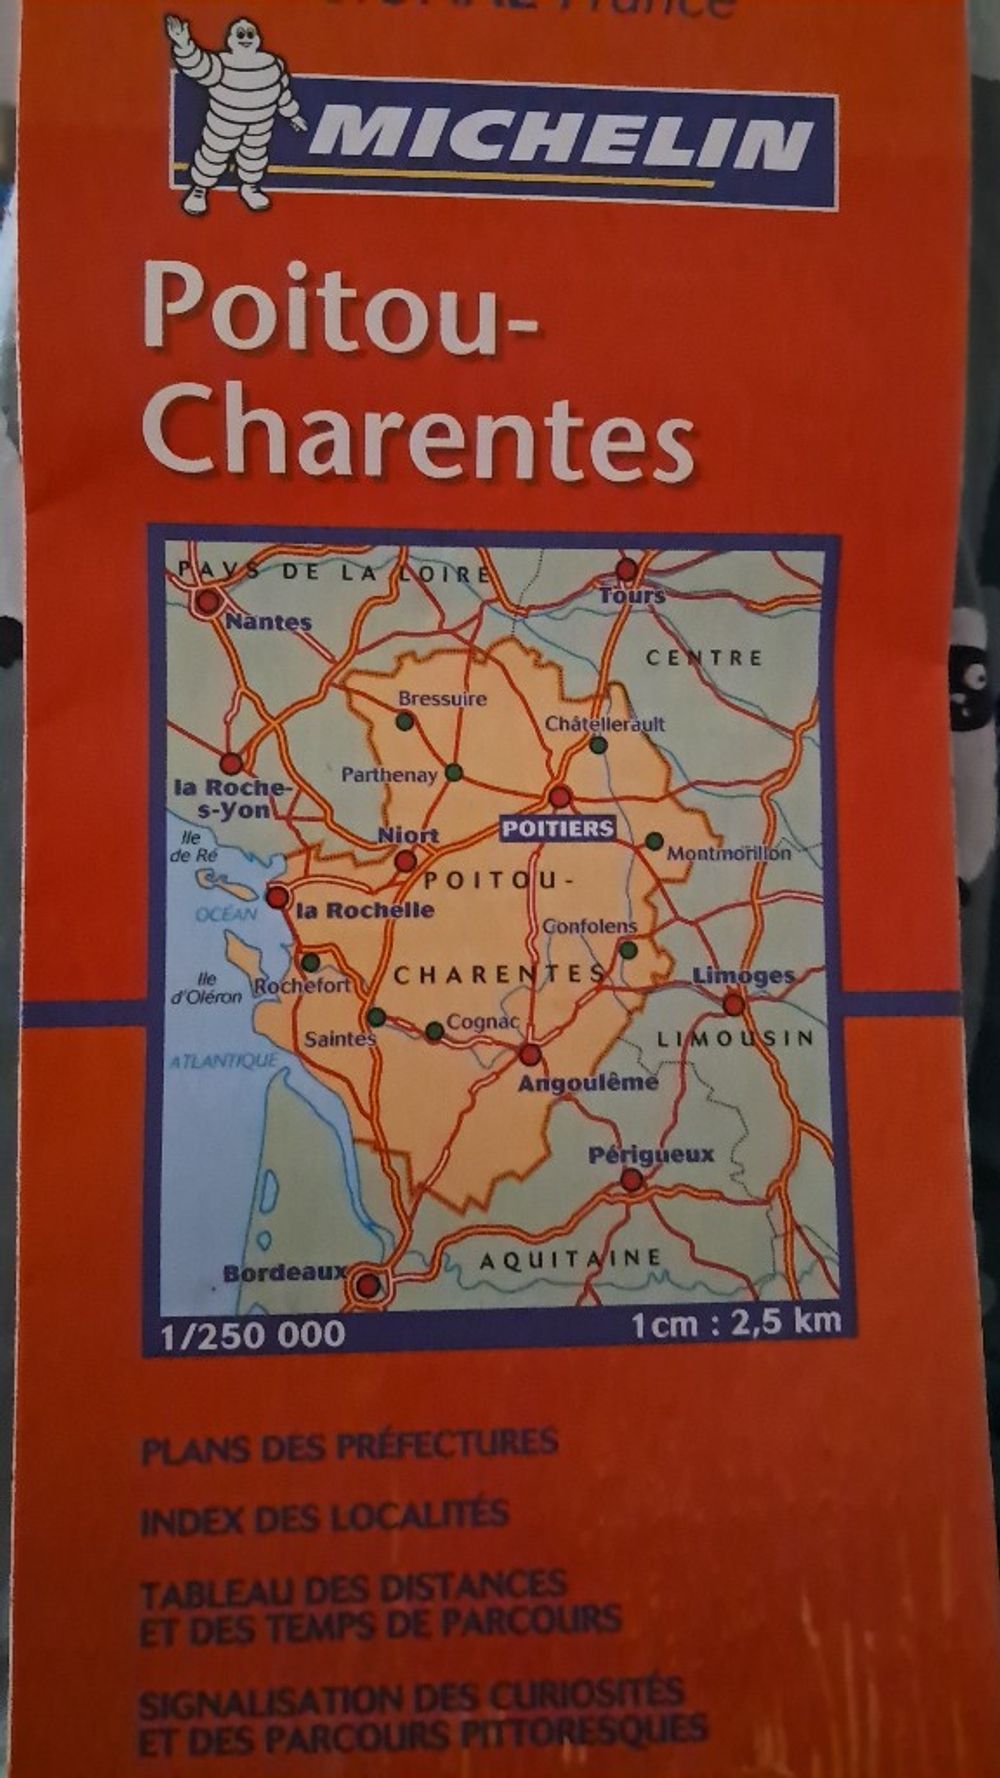 France
MICHELIN
Poitou-
Charentes
PAYS DE LA LOIRE
Tours
Nantes
CENTRE
Bressuire
Châtellerault
Parthenay
la Roche-
s-Yon
POITIERS
Niort
Ile
de Ré
Montmorillon
POITOU-
OCÉAN
la Rochelle
Confolens
CHARENTES
Limoges
Ile
d'Oléron
Rochefort
Cognac
Saintes
LIMOUSIN
ATLANTIQUE
Angoulême
Périgueux
AQUITAINE
Bordeaux
1/250 000
1cm : 2,5 km
PLANS DES PRÉFECTURES
INDEX DES LOCALITÉS
TABLEAU DES DISTANCES
ET DES TEMPS DE PARCOURS
SIGNALISATION DES CURIOSITÉS
ET DES PARCOURS PITTORESQUES